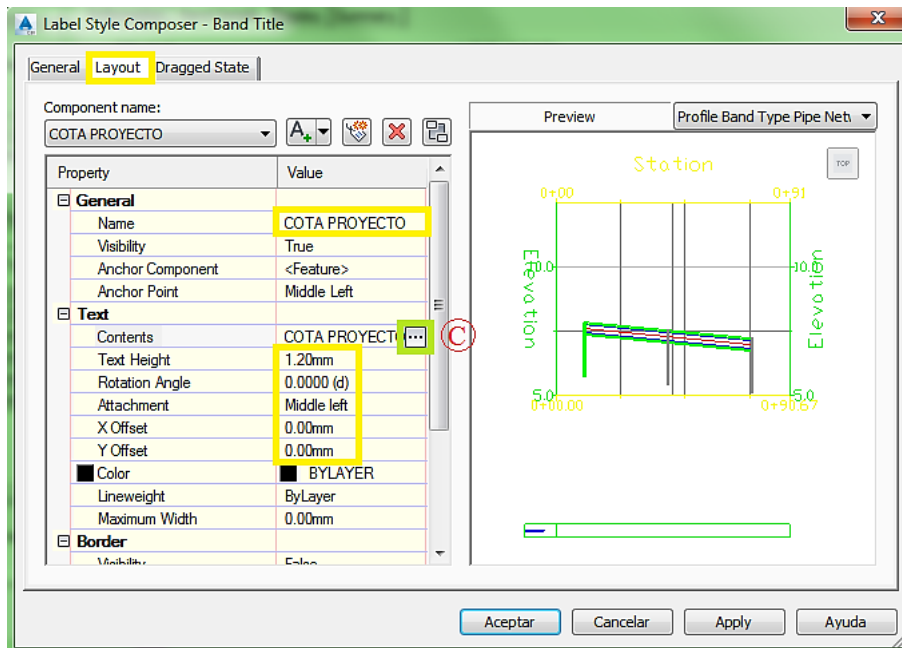 Label Style Composer - Band Title
General Layout Dragged State
Component name:
COTA PROYECTO
Preview
Profile Band Type Pipe Netw
Property Value
General
Name COTA PROYECTO
Visibility True
Anchor Component <Feature>
Anchor Point Middle Left
Text
Contents COTA PROYECT ...
Text Height 1.20mm
Rotation Angle 0.0000 (d)
Attachment Middle left
X Offset 0.00mm
Y Offset 0.00mm
Color BYLAYER
Lineweight ByLayer
Maximum Width 0.00mm
Border
Visibility False
C
Station
TOP
0+00 0+91
Elevation
10.0
Elevation
5.0 5.0
0+00.00 0+90.67
Aceptar Cancelar Apply Ayuda